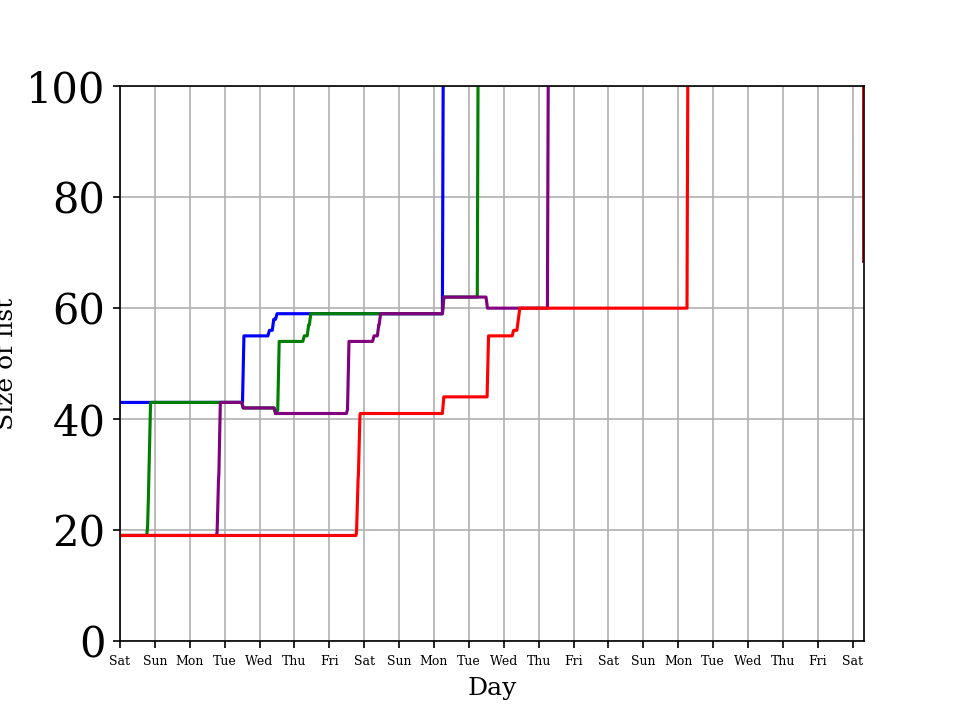 100
80
60
40
20
0
Size of list
Sat Sun Mon Tue Wed Thu Fri Sat Sun Mon Tue Wed Thu Fri Sat Sun Mon Tue Wed Thu Fri Sat
Day